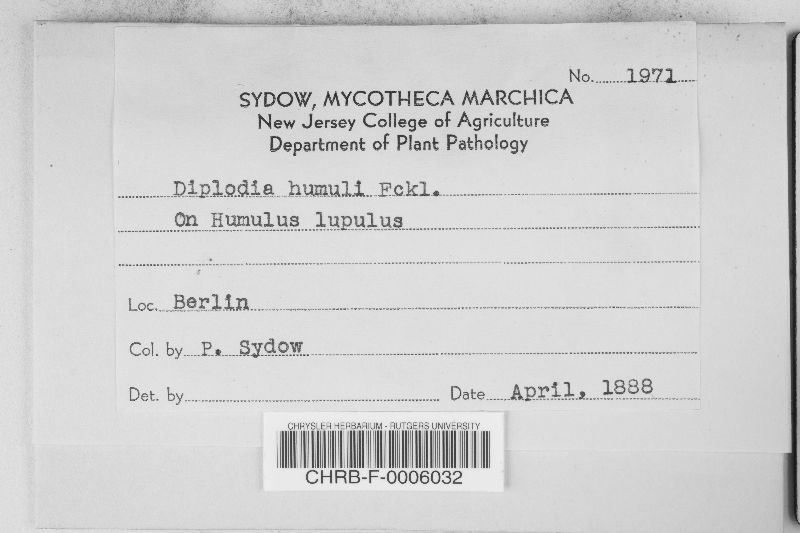 No. 1971
SYDOW, MYCOTHECA MARCHICA
New Jersey College of Agriculture
Department of Plant Pathology
Diplodia humuli Fckl.
On Humulus lupulus
Loc. Berlin
Col. by P. Sydow
Det. by
Date April, 1888
CHRYSLER HERBARIUM - RUTGERS UNIVERSITY
CHRB-F-0006032